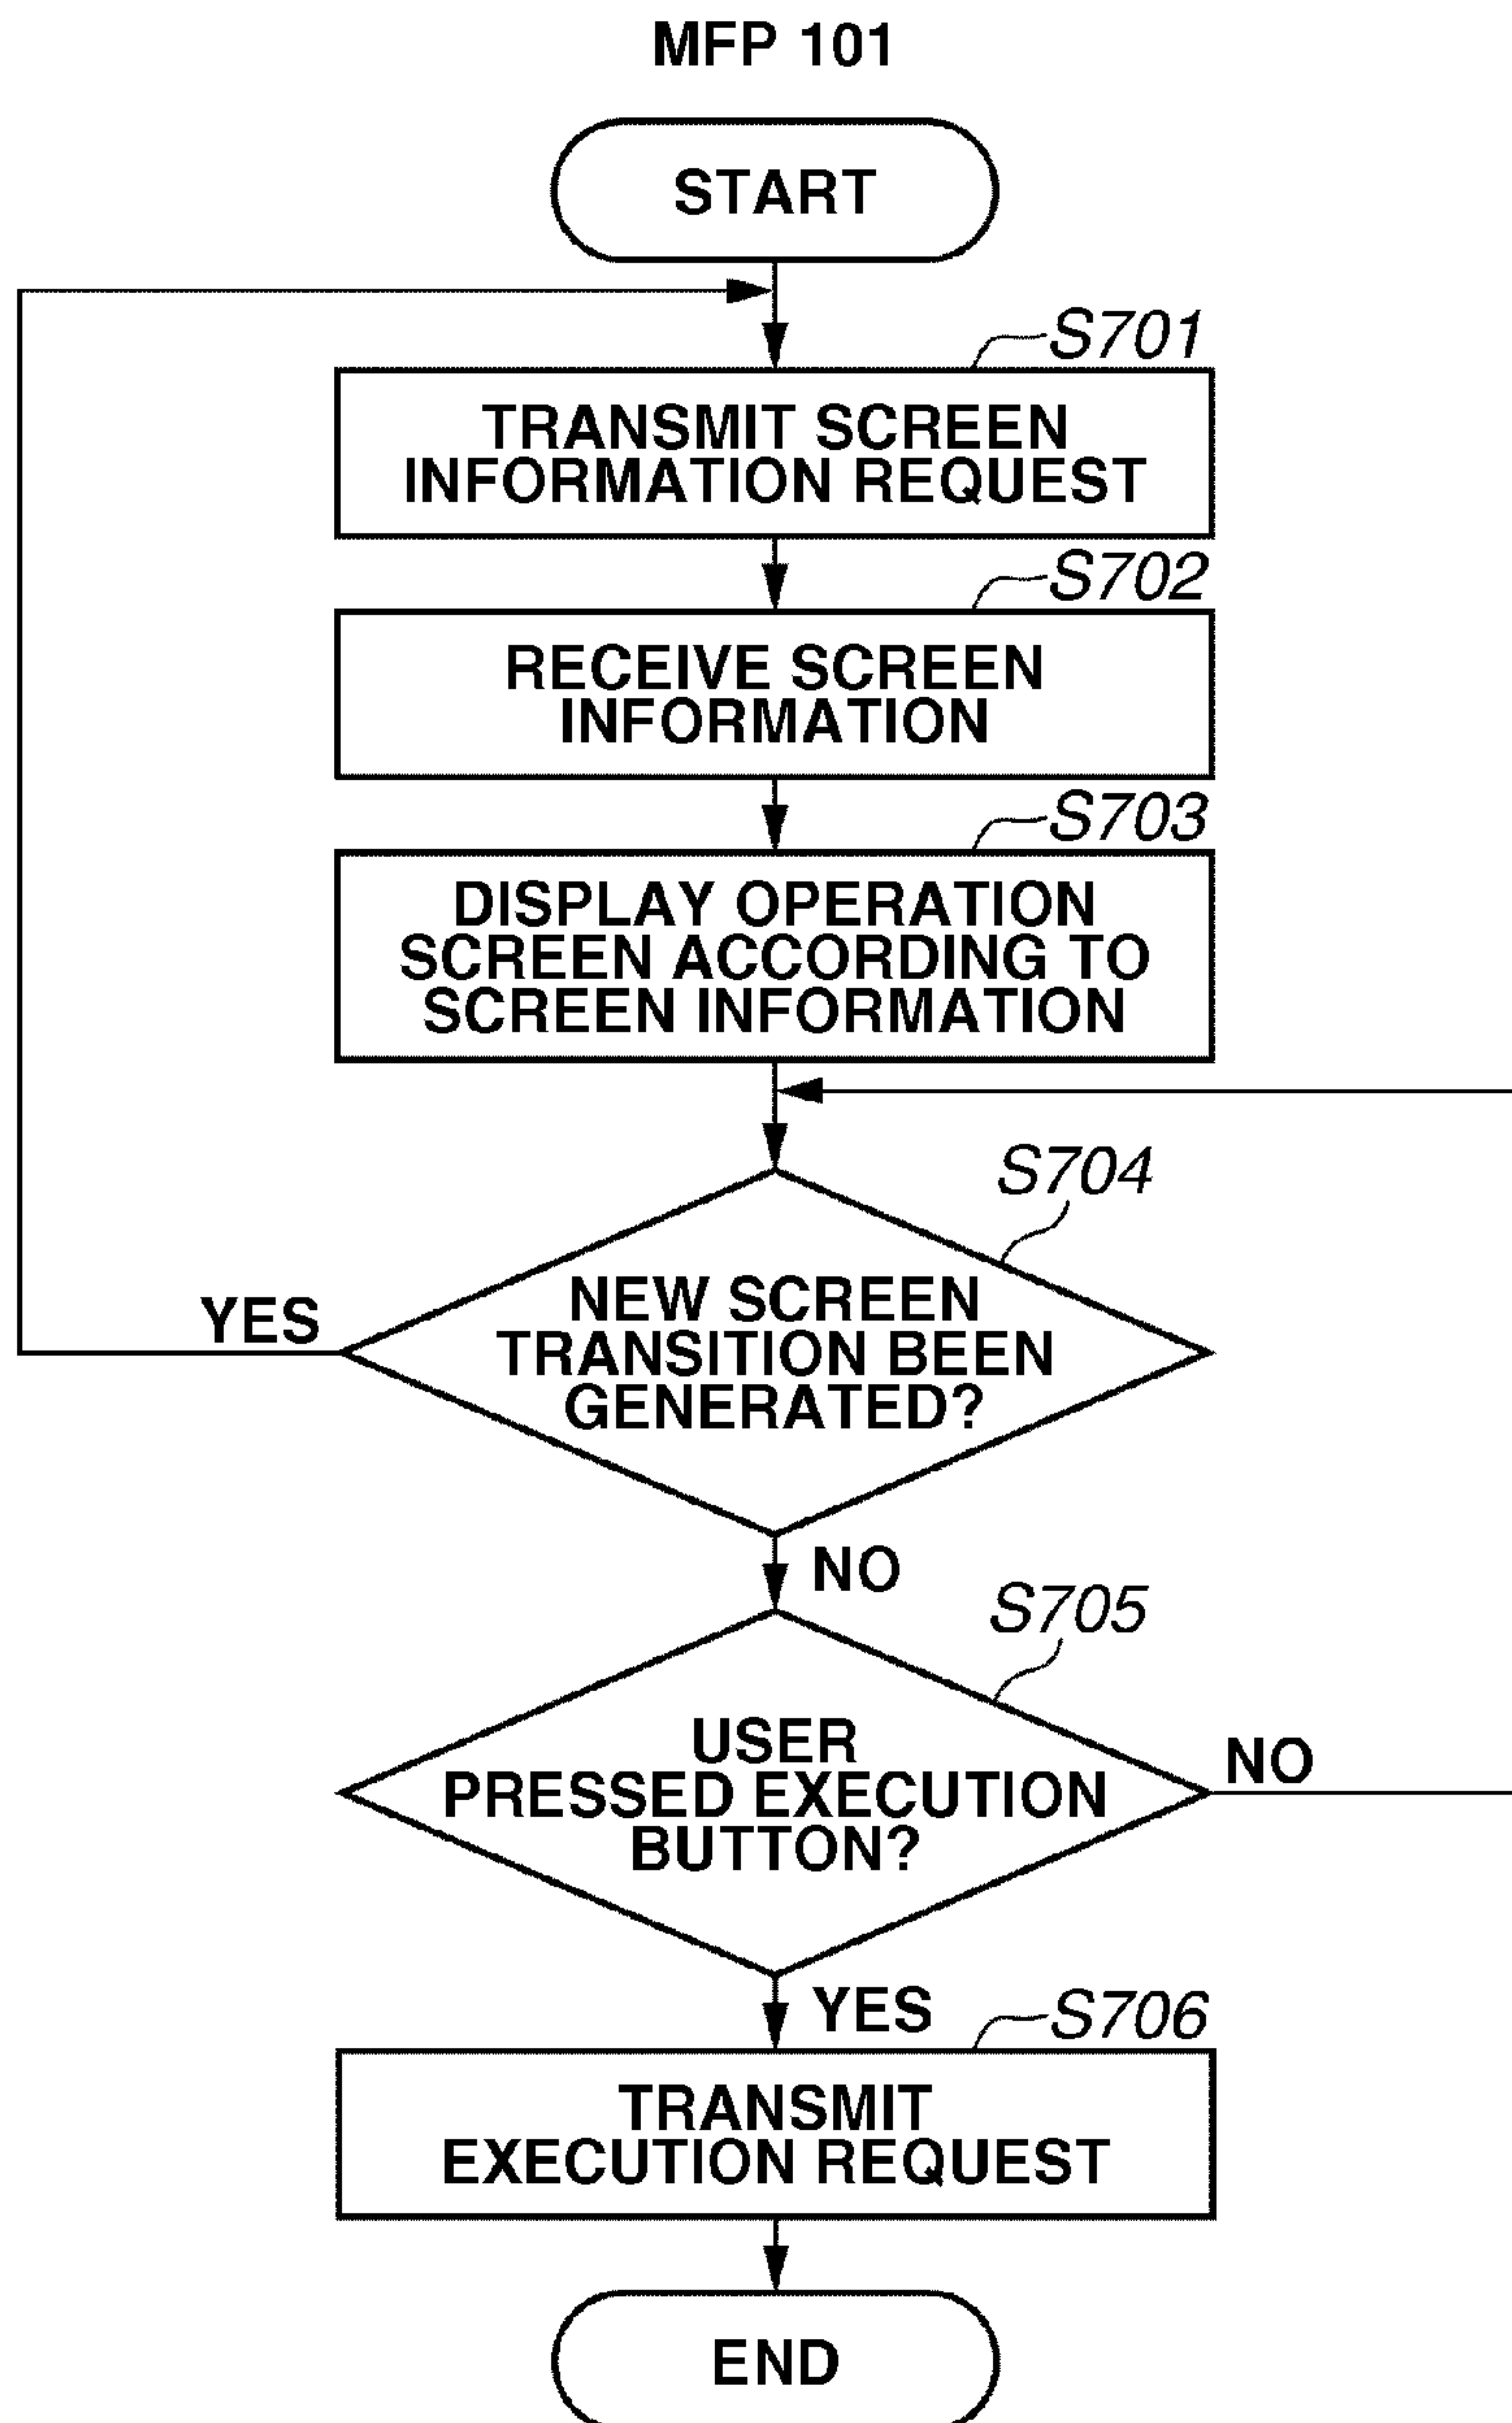 MFP 101
START
S701
TRANSMIT SCREEN
INFORMATION REQUEST
S702
RECEIVE SCREEN
INFORMATION
S703
DISPLAY OPERATION
SCREEN ACCORDING TO
SCREEN INFORMATION
S704
NEW SCREEN
TRANSITION BEEN
GENERATED?
YES
NO
S705
USER
PRESSED EXECUTION
BUTTON?
NO
YES
S706
TRANSMIT
EXECUTION REQUEST
END